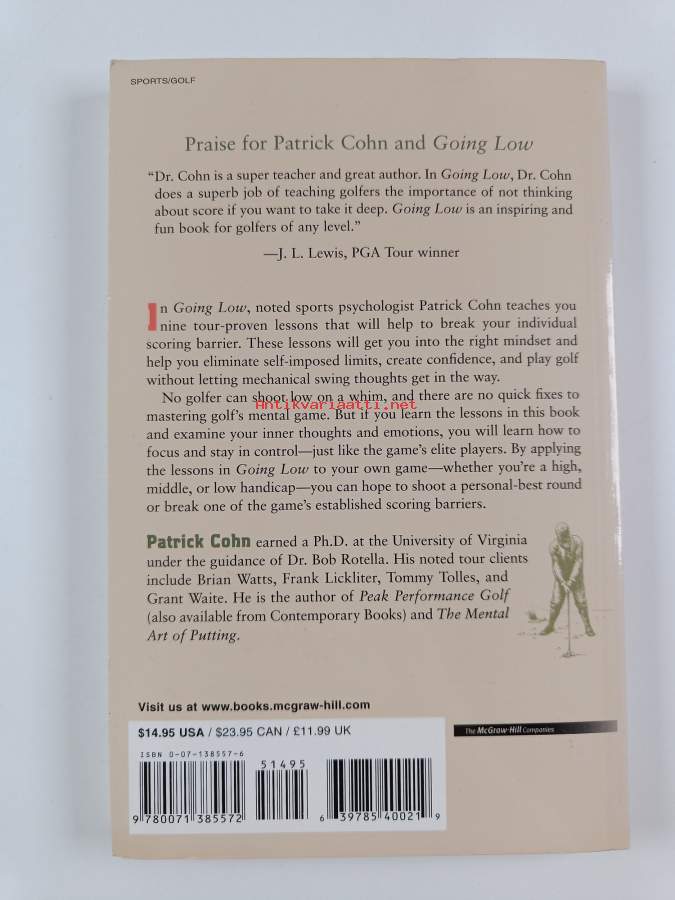 SPORTS/GOLF
Praise for Patrick Cohn and Going Low
“Dr. Cohn is a super teacher and great author. In Going Low, Dr. Cohn
does a superb job of teaching golfers the importance of not thinking
about score if you want to take it deep. Going Low is an inspiring and
fun book for golfers of any level.”
—J. L. Lewis, PGA Tour winner
In Going Low, noted sports psychologist Patrick Cohn teaches you
nine tour-proven lessons that will help to break your individual
scoring barrier. These lessons will get you into the right mindset and
help you eliminate self-imposed limits, create confidence, and play golf
without letting mechanical swing thoughts get in the way.
No golfer can shoot low on a whim, and there are no quick fixes to
Antikvariaatti.net
mastering golf’s mental game. But if you learn the lessons in this book
and examine your inner thoughts and emotions, you will learn how to
focus and stay in control—just like the game’s elite players. By applying
the lessons in Going Low to your own game—whether you’re a high,
middle, or low handicap—you can hope to shoot a personal-best round
or break one of the game’s established scoring barriers.
Patrick Cohn earned a Ph.D. at the University of Virginia
under the guidance of Dr. Bob Rotella. His noted tour clients
include Brian Watts, Frank Lickliter, Tommy Tolles, and
Grant Waite. He is the author of Peak Performance Golf
(also available from Contemporary Books) and The Mental
Art of Putting.
Visit us at www.books.mcgraw-hill.com
$14.95 USA / $23.95 CAN / £11.99 UK
The McGraw-Hill Companies
ISBN 0-07-138557-6
51495
9 780071 385572
6 39785 40021 9